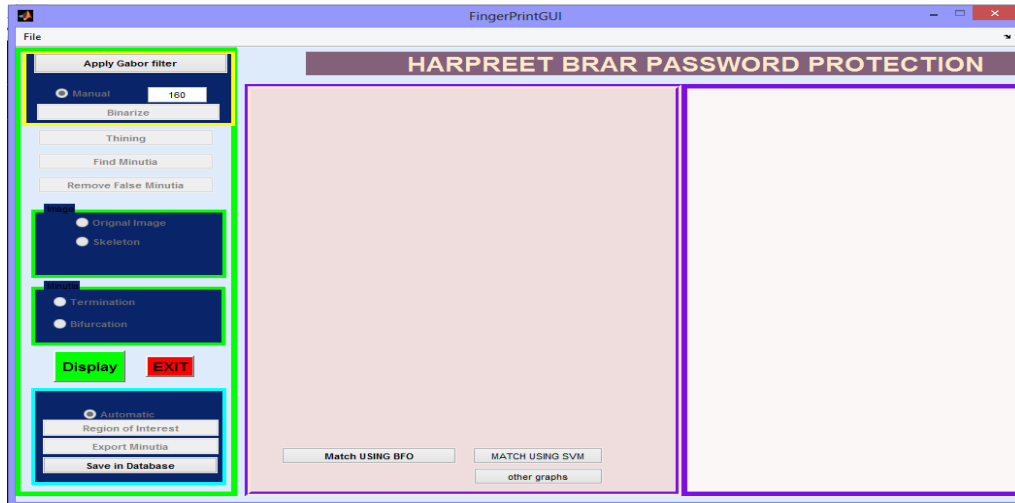 FingerPrintGUI
File
HARPREET BRAR PASSWORD PROTECTION
Apply Gabor filter
Manual 160
Binarize
Thining
Find Minutia
Remove False Minutia
Image
Orignal Image
Skeleton
Minutia
Termination
Bifurcation
Display EXIT
Automatic
Region of Interest
Export Minutia
Save in Database
Match USING BFO MATCH USING SVM
other graphs